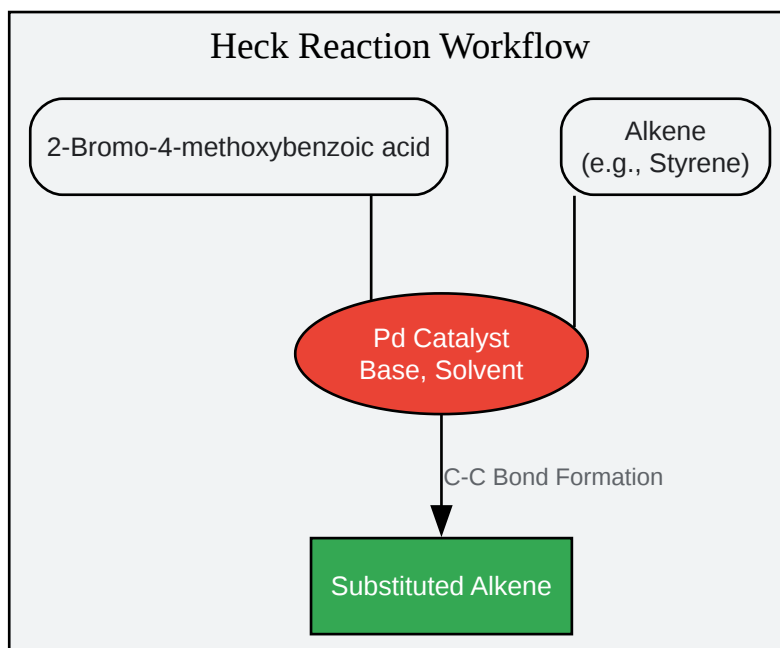 Heck Reaction Workflow
2-Bromo-4-methoxybenzoic acid
Alkene
(e.g., Styrene)
Pd Catalyst
Base, Solvent
C-C Bond Formation
Substituted Alkene